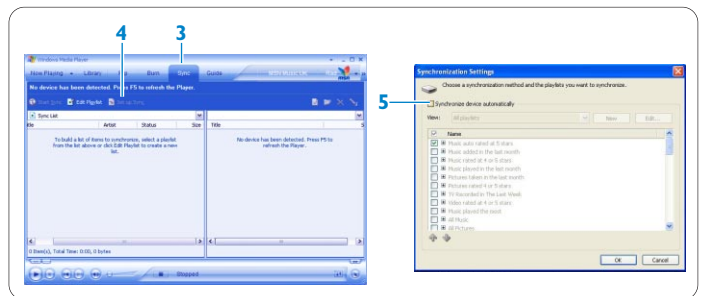 4
3
Windows Media Player
Now Playing
Library
Rip
Burn
Sync
Guide
msn
No device has been detected. Press F5 to refresh the Player.
Start Sync
Edit Playlist
Set up Sync
Sync List
Title
Artist
Status
Size
Title
To build a list of items to synchronize, select a playlist
from the list above or click Edit Playlist to create a new
list.
No device has been detected. Press F5 to
refresh the Player.
0 Item(s), Total Time: 0:00, 0 bytes
Stopped
Synchronization Settings
Choose a synchronization method and the playlists you want to synchronize.
5
Synchronize device automatically
View:
All playlists
New
Edit...
Name
Music auto rated at 5 stars
Music added in the last month
Music rated at 4 or 5 stars
Music played in the last month
Pictures taken in the last month
Pictures rated 4 or 5 stars
TV Recorded In The Last Week
Video rated at 4 or 5 stars
Music played the most
All Music
All Pictures
OK
Cancel